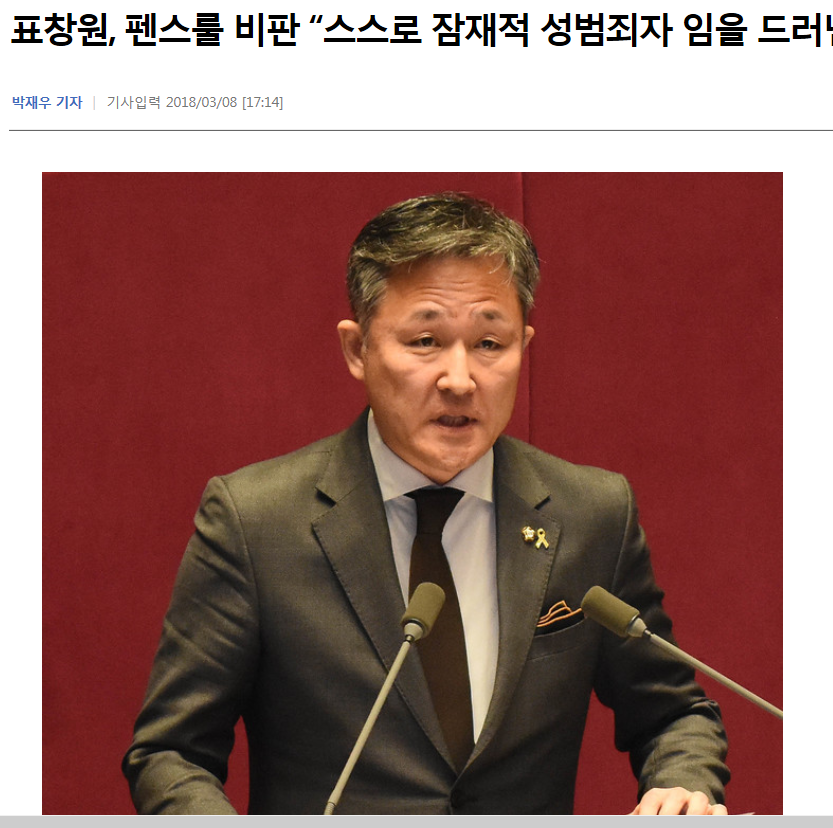 표창원, 펜스룰 비판 “스스로 잠재적 성범죄자 임을 드러
박재우 기자 | 기사입력 2018/03/08 [17:14]